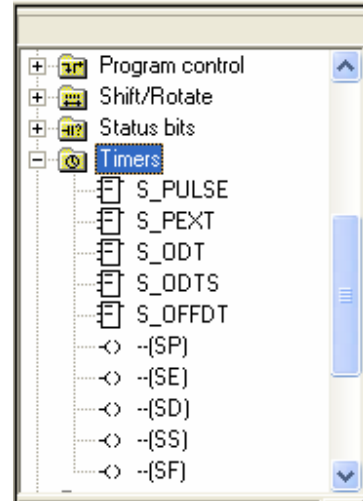 Program control
Shift/Rotate
Status bits
Timers
S_PULSE
S_PEXT
S_ODT
S_ODTS
S_OFFDT
--(SP)
--(SE)
--(SD)
--(SS)
--(SF)